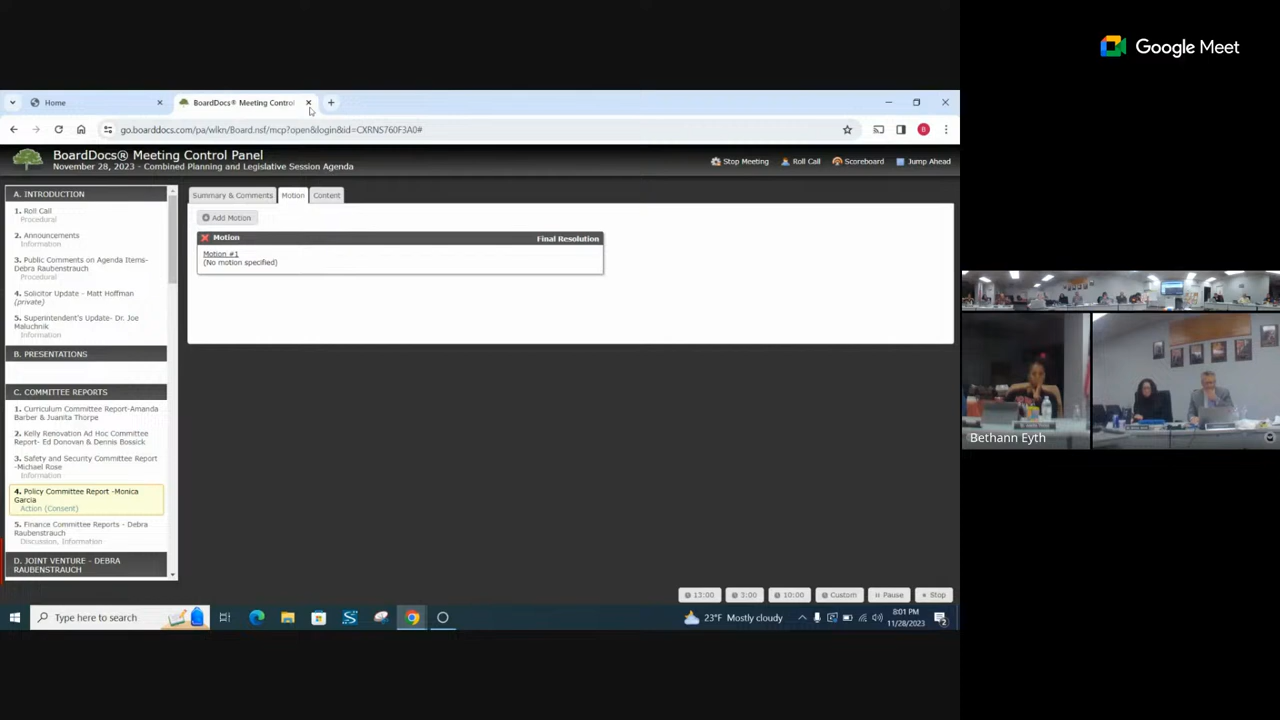 Google Meet
Home
BoardDocs® Meeting Control
go.boarddocs.com/pa/wlkn/Board.nsf/mcp?open&login&id=CXRNS760F3A0#
B
BoardDocs® Meeting Control Panel
November 28, 2023 - Combined Planning and Legislative Session Agenda
Stop Meeting
Roll Call
Scoreboard
Jump Ahead
A. INTRODUCTION
1. Roll Call
Procedural
2. Announcements
Information
3. Public Comments on Agenda Items-
Debra Raubenstrauch
Procedural
4. Solicitor Update - Matt Hoffman
(private)
5. Superintendent's Update- Dr. Joe
Maluchnik
Information
B. PRESENTATIONS
C. COMMITTEE REPORTS
1. Curriculum Committee Report-Amanda
Barber & Juanita Thorpe
2. Kelly Renovation Ad Hoc Committee
Report- Ed Donovan & Dennis Bossick
3. Safety and Security Committee Report
-Michael Rose
Information
4. Policy Committee Report -Monica
Garcia
Action (Consent)
5. Finance Committee Reports - Debra
Raubenstrauch
Discussion, Information
D. JOINT VENTURE - DEBRA
RAUBENSTRAUCH
Summary & Comments
Motion
Content
Add Motion
Motion
Final Resolution
Motion #1
(No motion specified)
Bethann Eyth
13:00
3:00
10:00
Custom
Pause
Stop
Type here to search
23°F Mostly cloudy
8:01 PM
11/28/2023
2